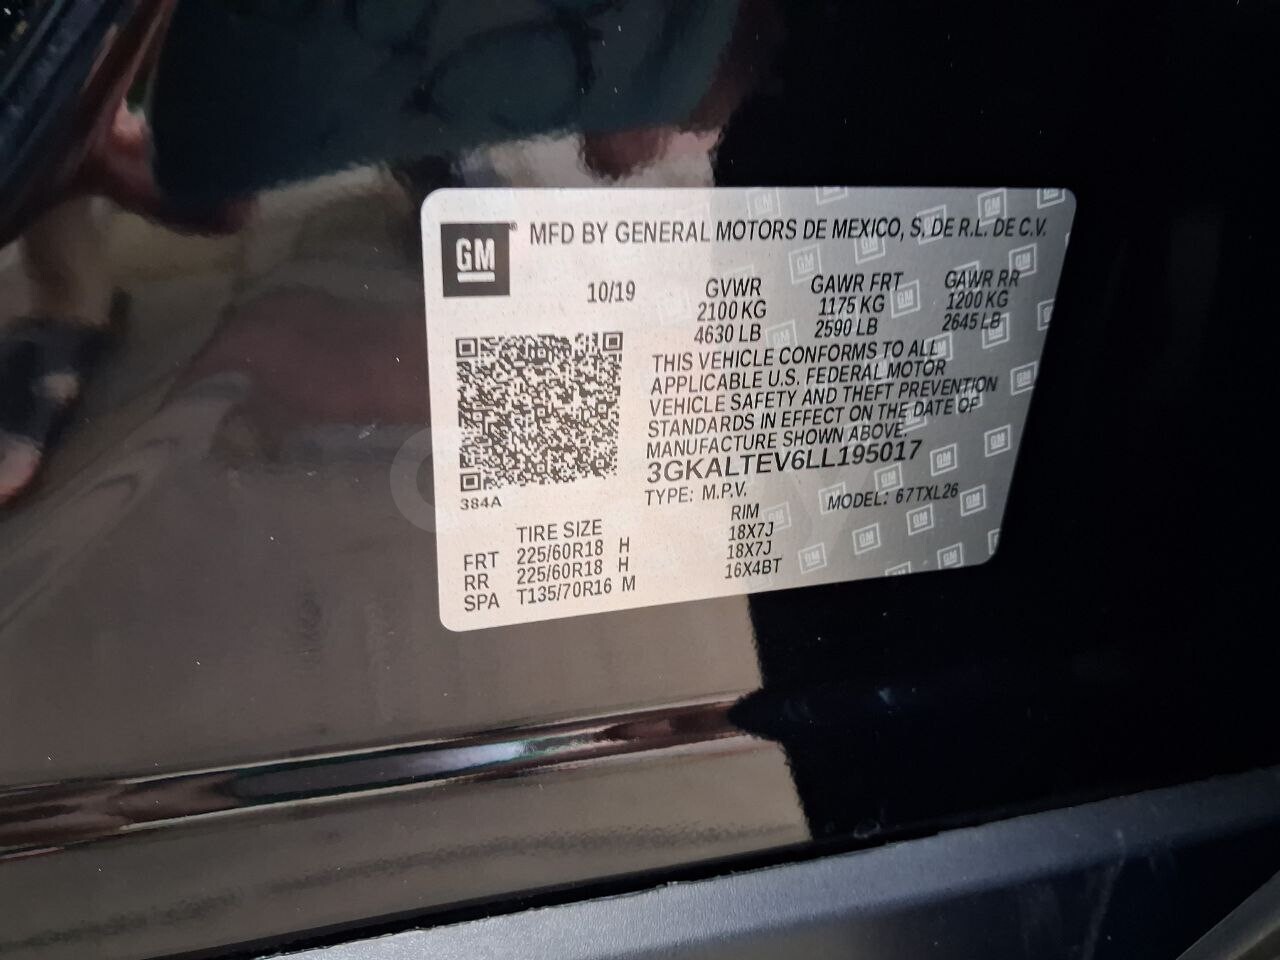 GM® MFD BY GENERAL MOTORS DE MEXICO, S. DE R.L. DE C.V.
10/19 GVWR GAWR FRT GAWR RR
2100 KG 1175 KG 1200 KG
4630 LB 2590 LB 2645 LB
THIS VEHICLE CONFORMS TO ALL
APPLICABLE U.S. FEDERAL MOTOR
VEHICLE SAFETY AND THEFT PREVENTION
STANDARDS IN EFFECT ON THE DATE OF
MANUFACTURE SHOWN ABOVE.
3GKALTEV6LL195017
384A
TYPE: M.P.V. MODEL: 67TXL26
TIRE SIZE RIM
FRT 225/60R18 H 18X7J
RR 225/60R18 H 18X7J
SPA T135/70R16 M 16X4BT